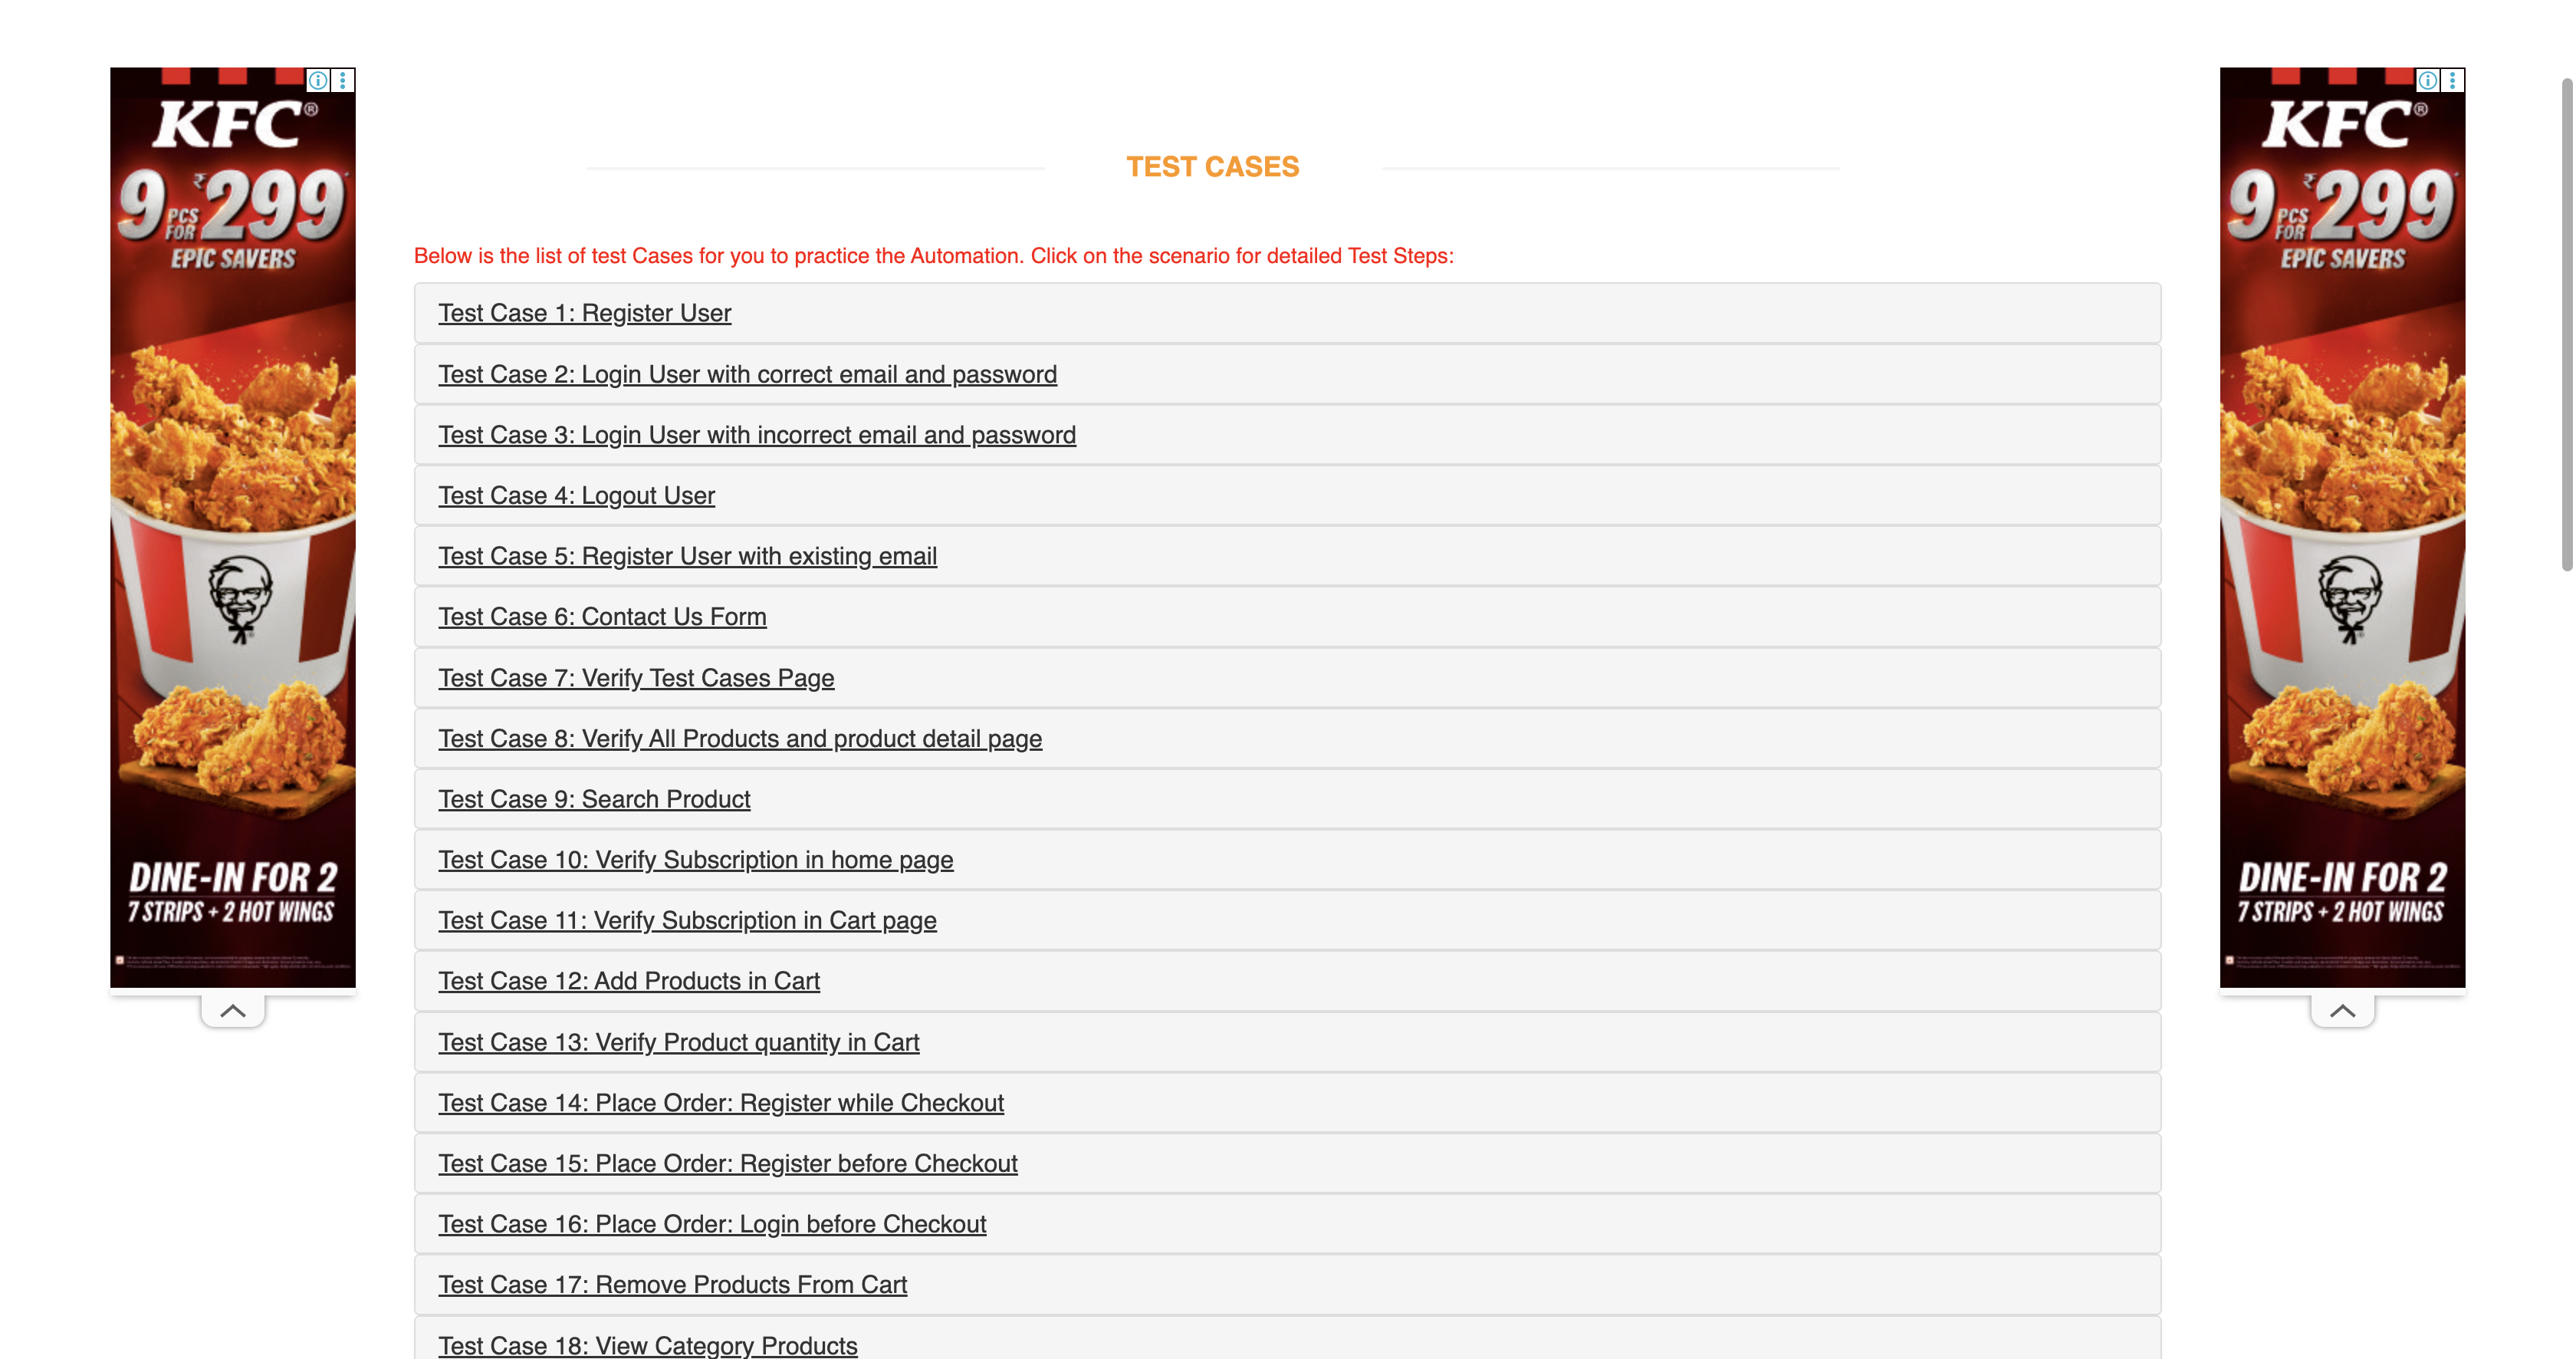 KFC®
9 PCS FOR ₹299*
EPIC SAVERS
DINE-IN FOR 2
7 STRIPS + 2 HOT WINGS
TEST CASES
Below is the list of test Cases for you to practice the Automation. Click on the scenario for detailed Test Steps:
Test Case 1: Register User
Test Case 2: Login User with correct email and password
Test Case 3: Login User with incorrect email and password
Test Case 4: Logout User
Test Case 5: Register User with existing email
Test Case 6: Contact Us Form
Test Case 7: Verify Test Cases Page
Test Case 8: Verify All Products and product detail page
Test Case 9: Search Product
Test Case 10: Verify Subscription in home page
Test Case 11: Verify Subscription in Cart page
Test Case 12: Add Products in Cart
Test Case 13: Verify Product quantity in Cart
Test Case 14: Place Order: Register while Checkout
Test Case 15: Place Order: Register before Checkout
Test Case 16: Place Order: Login before Checkout
Test Case 17: Remove Products From Cart
Test Case 18: View Category Products
KFC®
9 PCS FOR ₹299*
EPIC SAVERS
DINE-IN FOR 2
7 STRIPS + 2 HOT WINGS